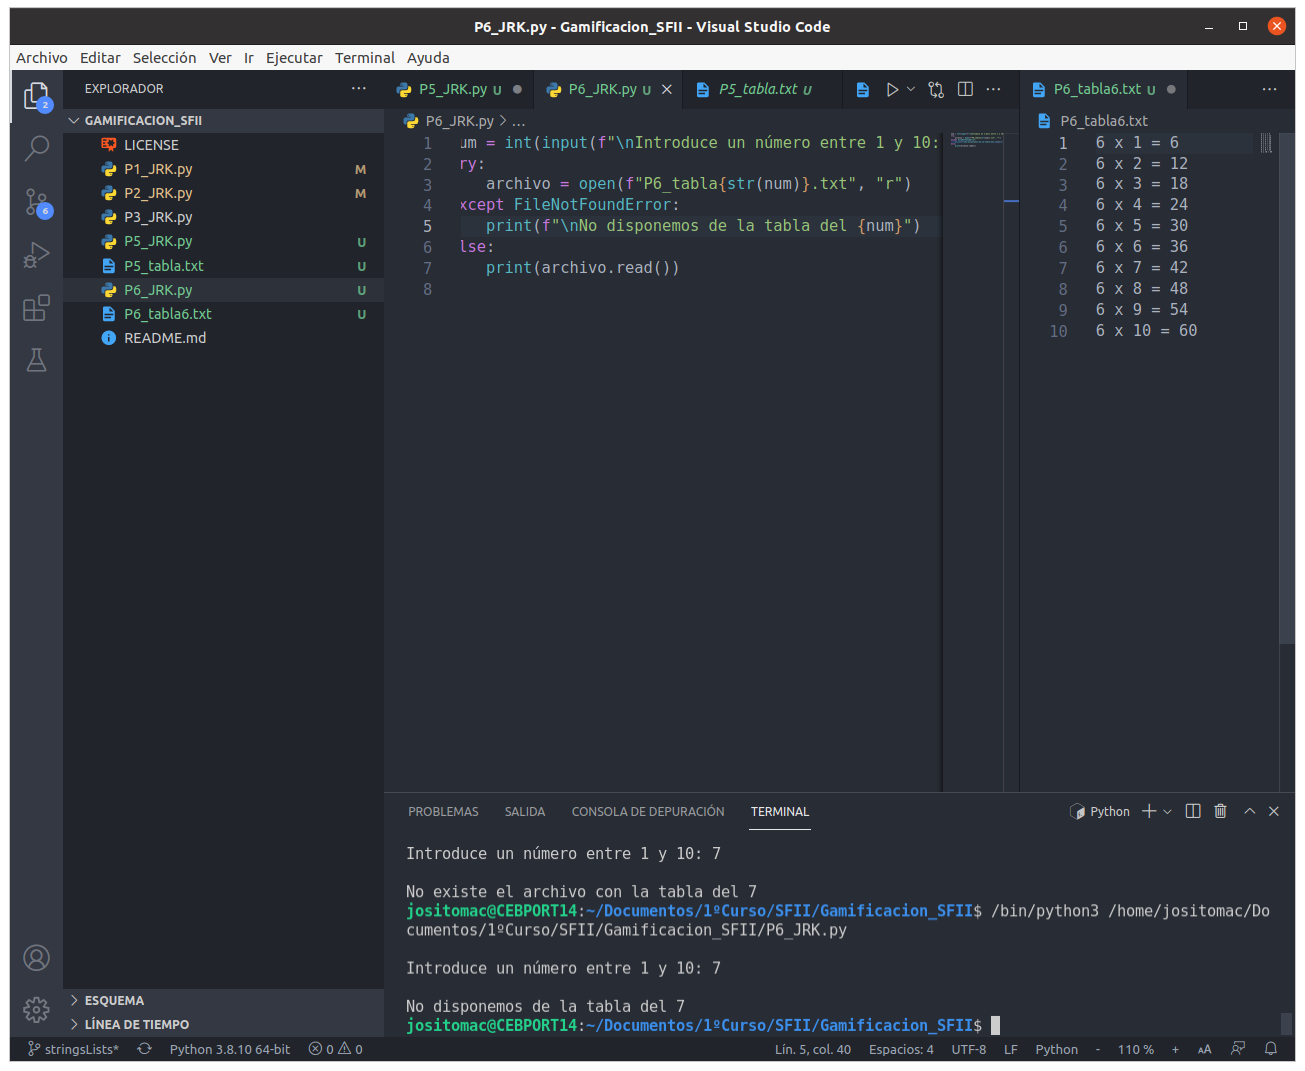 P6_JRK.py - Gamificacion_SFII - Visual Studio Code
Archivo Editar Selección Ver Ir Ejecutar Terminal Ayuda
EXPLORADOR
GAMIFICACION_SFII
LICENSE
P1_JRK.py M
P2_JRK.py M
P3_JRK.py
P5_JRK.py U
P5_tabla.txt U
P6_JRK.py U
P6_tabla6.txt U
README.md
2
6
ESQUEMA
LÍNEA DE TIEMPO
P5_JRK.py U P6_JRK.py U P5_tabla.txt U
P6_JRK.py > ...
1 um = int(input(f"\nIntroduce un número entre 1 y 10:
2 ry:
3 archivo = open(f"P6_tabla{str(num)}.txt", "r")
4 xcept FileNotFoundError:
5 print(f"\nNo disponemos de la tabla del {num}")
6 lse:
7 print(archivo.read())
8
P6_tabla6.txt U
P6_tabla6.txt
1 6 x 1 = 6
2 6 x 2 = 12
3 6 x 3 = 18
4 6 x 4 = 24
5 6 x 5 = 30
6 6 x 6 = 36
7 6 x 7 = 42
8 6 x 8 = 48
9 6 x 9 = 54
10 6 x 10 = 60
PROBLEMAS SALIDA CONSOLA DE DEPURACIÓN TERMINAL
Python
Introduce un número entre 1 y 10: 7
No existe el archivo con la tabla del 7
jositomac@CEBPORT14:~/Documentos/1ºCurso/SFII/Gamificacion_SFII$ /bin/python3 /home/jositomac/Do
cumentos/1ºCurso/SFII/Gamificacion_SFII/P6_JRK.py
Introduce un número entre 1 y 10: 7
No disponemos de la tabla del 7
jositomac@CEBPORT14:~/Documentos/1ºCurso/SFII/Gamificacion_SFII$
stringsLists* Python 3.8.10 64-bit 0 0 Lín. 5, col. 40 Espacios: 4 UTF-8 LF Python - 110 % + AA